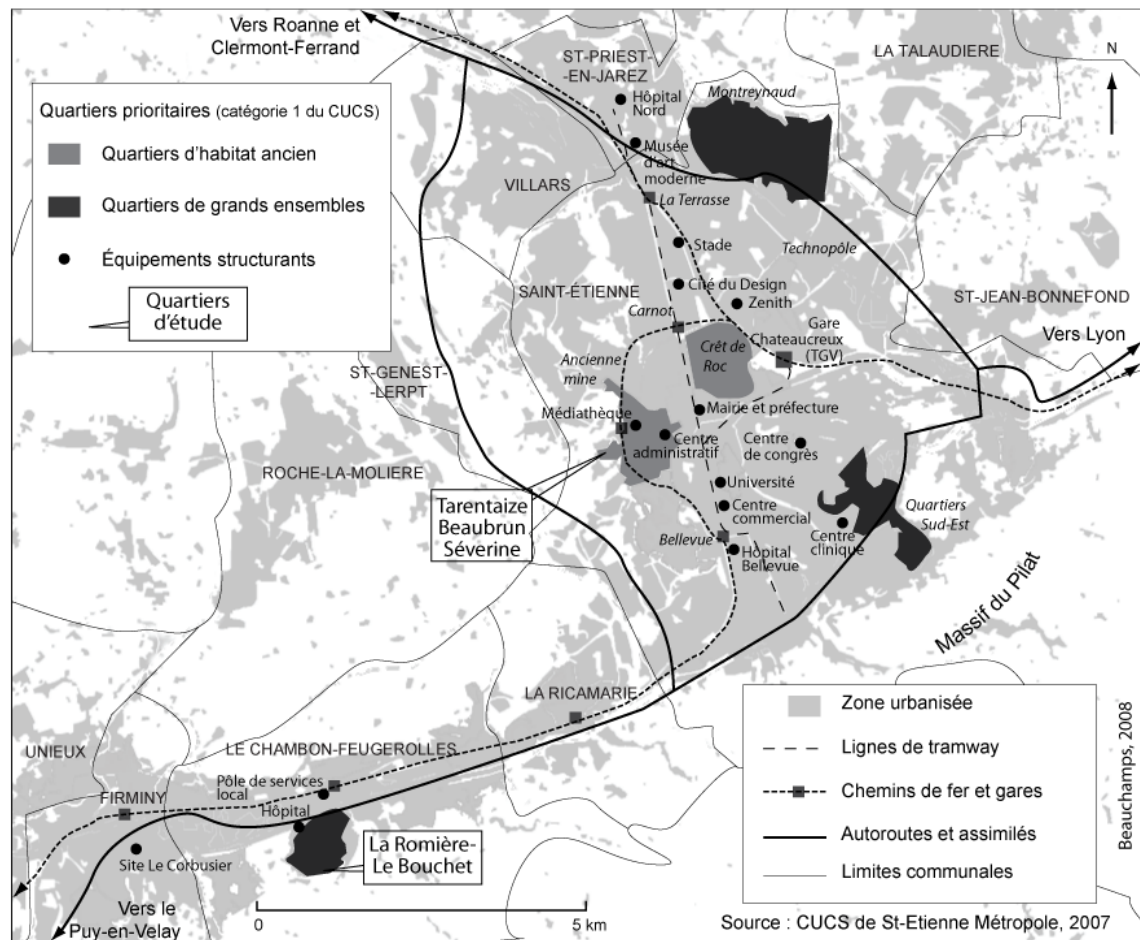 Vers Roanne et
Clermont-Ferrand
ST-PRIEST-
-EN-JAREZ
LA TALAUDIERE
N
Quartiers prioritaires (catégorie 1 du CUCS)
Quartiers d'habitat ancien
Quartiers de grands ensembles
Équipements structurants
Quartiers
d'étude
Hôpital
Nord
Montreynaud
Musée
d'art
moderne
VILLARS
La Terrasse
Stade
Technopôle
SAINT-ÉTIENNE
Cité du Design
Zenith
ST-JEAN-BONNEFOND
Carnot
Gare
Chateaucreux
(TGV)
Vers Lyon
Crêt de
Roc
Ancienne
mine
ST-GENEST-
-LERPT
Médiathèque
Mairie et préfecture
Centre
administratif
Centre
de congrès
ROCHE-LA-MOLIERE
Université
Tarentaize
Beaubrun
Séverine
Centre
commercial
Quartiers
Sud-Est
Bellevue
Centre
clinique
Hôpital
Bellevue
Massif du Pilat
LA RICAMARIE
Zone urbanisée
Lignes de tramway
Chemins de fer et gares
Autoroutes et assimilés
Limites communales
Beauchamps, 2008
UNIEUX
LE CHAMBON-FEUGEROLLES
Pôle de services
local
FIRMINY
Hôpital
Site Le Corbusier
La Romière-
Le Bouchet
Vers le
Puy-en-Velay
0
5 km
Source : CUCS de St-Etienne Métropole, 2007